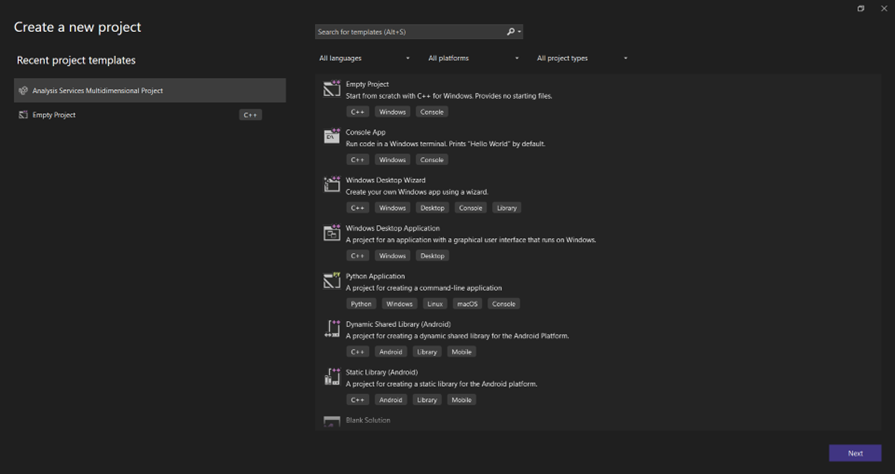 Create a new project
Recent project templates
Analysis Services Multidimensional Project
Empty Project C++
Search for templates (Alt+S)
All languages All platforms All project types
Empty Project
Start from scratch with C++ for Windows. Provides no starting files.
C++ Windows Console
Console App
Run code in a Windows terminal. Prints "Hello World" by default.
C++ Windows Console
Windows Desktop Wizard
Create your own Windows app using a wizard.
C++ Windows Desktop Console Library
Windows Desktop Application
A project for an application with a graphical user interface that runs on Windows.
C++ Windows Desktop
Python Application
A project for creating a command-line application
Python Windows Linux macOS Console
Dynamic Shared Library (Android)
A project for creating a dynamic shared library for the Android Platform.
C++ Android Library Mobile
Static Library (Android)
A project for creating a static library for the Android platform.
C++ Android Library Mobile
Blank Solution
Next